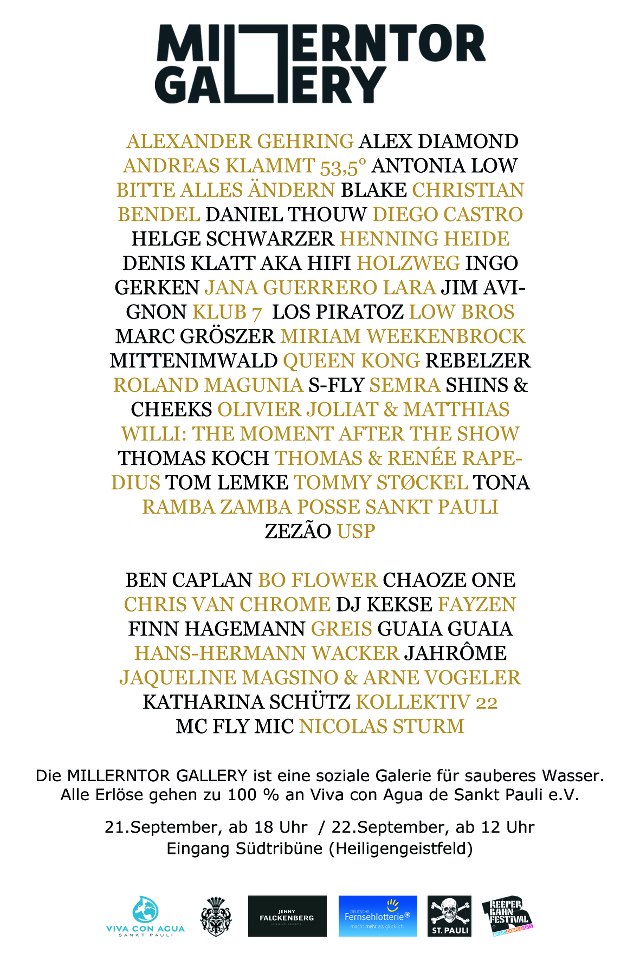 MILLERNTOR
GALLERY
ALEXANDER GEHRING ALEX DIAMOND
ANDREAS KLAMMT 53,5° ANTONIA LOW
BITTE ALLES ÄNDERN BLAKE CHRISTIAN
BENDEL DANIEL THOUW DIEGO CASTRO
HELGE SCHWARZER HENNING HEIDE
DENIS KLATT AKA HIFI HOLZWEG INGO
GERKEN JANA GUERRERO LARA JIM AVI-
GNON KLUB 7 LOS PIRATOZ LOW BROS
MARC GRÖSZER MIRIAM WEEKENBROCK
MITTENIMWALD QUEEN KONG REBELZER
ROLAND MAGUNIA S-FLY SEMRA SHINS &
CHEEKS OLIVIER JOLIAT & MATTHIAS
WILLI: THE MOMENT AFTER THE SHOW
THOMAS KOCH THOMAS & RENÉE RAPE-
DIUS TOM LEMKE TOMMY STØCKEL TONA
RAMBA ZAMBA POSSE SANKT PAULI
ZEZÃO USP
BEN CAPLAN BO FLOWER CHAOZE ONE
CHRIS VAN CHROME DJ KEKSE FAYZEN
FINN HAGEMANN GREIS GUAIA GUAIA
HANS-HERMANN WACKER JAHRÔME
JAQUELINE MAGSINO & ARNE VOGELER
KATHARINA SCHÜTZ KOLLEKTIV 22
MC FLY MIC NICOLAS STURM
Die MILLERNTOR GALLERY ist eine soziale Galerie für sauberes Wasser.
Alle Erlöse gehen zu 100 % an Viva con Agua de Sankt Pauli e.V.
21.September, ab 18 Uhr / 22.September, ab 12 Uhr
Eingang Südtribüne (Heiligengeistfeld)
VIVA CON AGUA
SANKT PAULI
JENNY
FALCKENBERG
Deutsche
Fernsehlotterie
ST. PAULI
REEPER
BAHN
FESTIVAL